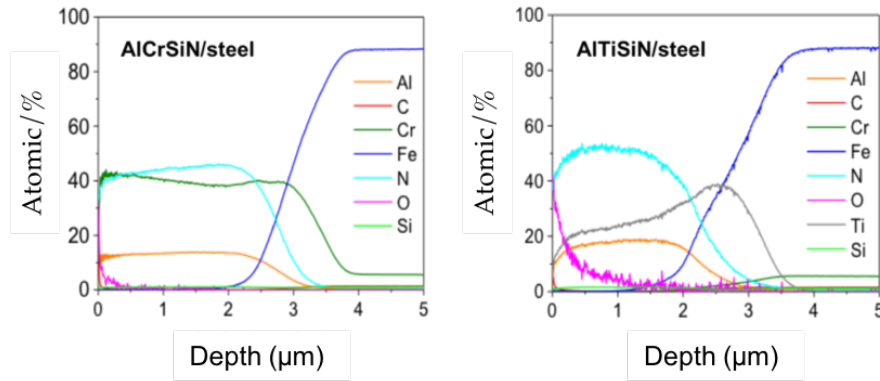 AlCrSiN/steel
Atomic/%
100
80
60
40
20
0
Al
C
Cr
Fe
N
O
Si
0 1 2 3 4 5
Depth (μm)
AlTiSiN/steel
Atomic/%
100
80
60
40
20
0
Al
C
Cr
Fe
N
O
Ti
Si
0 1 2 3 4 5
Depth (μm)